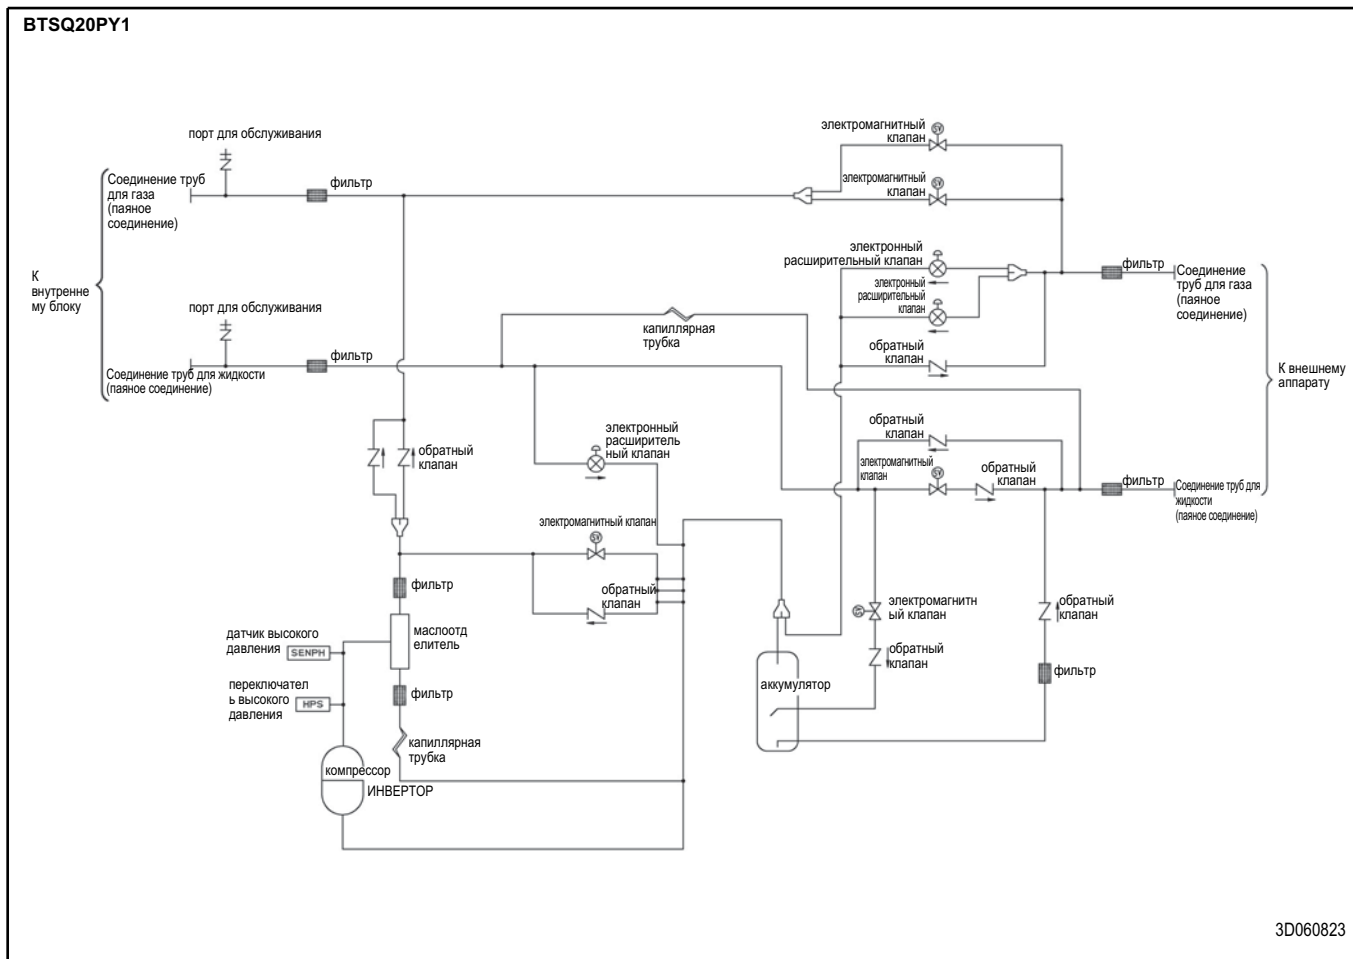 BTSQ20PY1
порт для обслуживания
Соединение труб
для газа
(паяное
соединение)
фильтр
К
внутренне
му блоку
порт для обслуживания
фильтр
Соединение труб для жидкости
(паяное соединение)
электромагнитный
клапан
SV
электромагнитный
клапан
SV
электронный
расширительный клапан
электронный
расширительный
клапан
фильтр
Соединение
труб для газа
(паяное
соединение)
капиллярная
трубка
обратный
клапан
К внешнему
аппарату
обратный
клапан
электромагнитный
клапан
SV
обратный
клапан
фильтр
Соединение труб для
жидкости
(паяное соединение)
обратный
клапан
электронный
расширитель
ный клапан
электромагнитный клапан
SV
обратный
клапан
фильтр
маслоотд
елитель
датчик высокого
давления
SENPH
переключател
ь высокого
давления
HPS
фильтр
капиллярная
трубка
компрессор
ИНВЕРТОР
аккумулятор
SV
электромагнитн
ый клапан
обратный
клапан
обратный
клапан
фильтр
3D060823